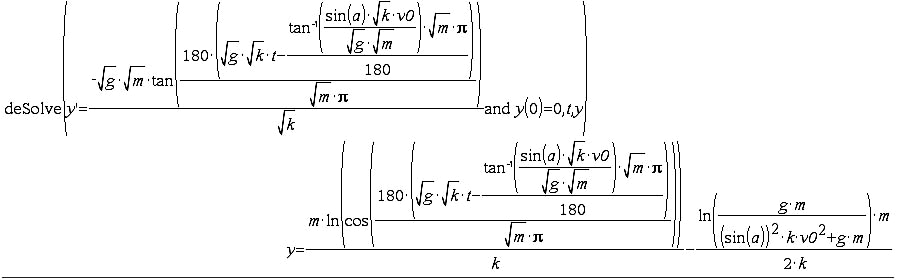 deSolve(y'=(-√g·√m·tan((180·(√g·√k·t-(tan⁻¹((sin(a)·√k·v0)/(√g·√m))·√m·π)/180))/(√m·π)))/√k and y(0)=0,t,y)
y=(m·ln(cos((180·(√g·√k·t-(tan⁻¹((sin(a)·√k·v0)/(√g·√m))·√m·π)/180))/(√m·π))))/k-(ln((g·m)/((sin(a))²·k·v0²+g·m))·m)/(2·k)